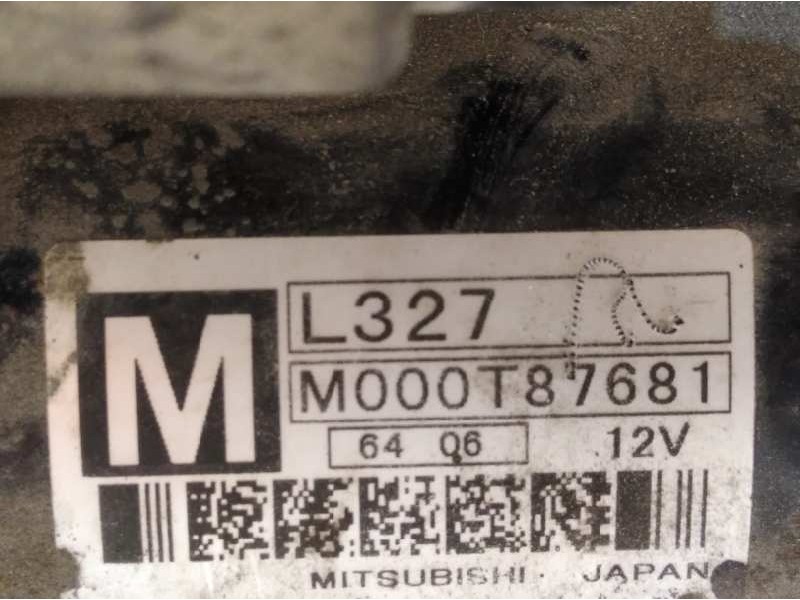 M
L327
M000T87681
64 06 12V
MITSUBISHI JAPAN